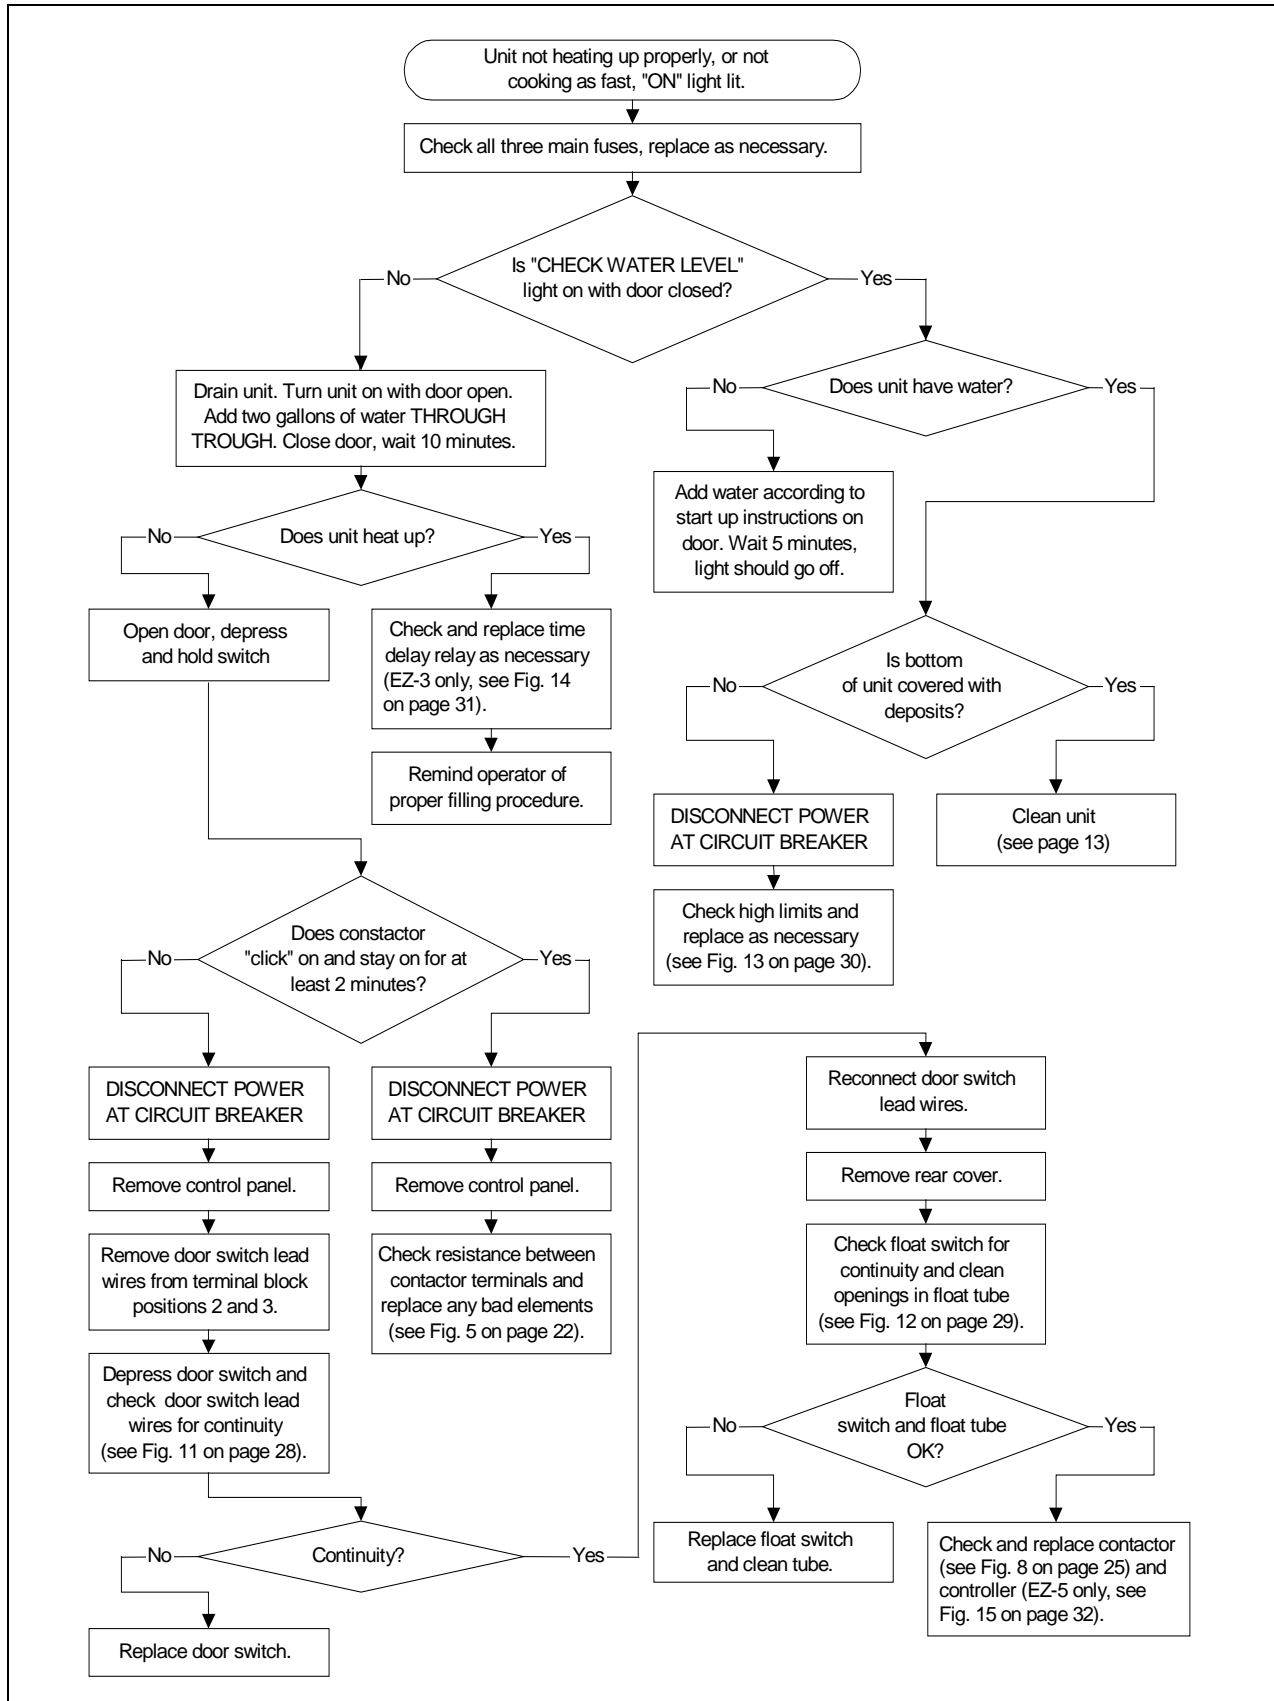 Unit not heating up properly, or not
cooking as fast, "ON" light lit.
Check all three main fuses, replace as necessary.
Is "CHECK WATER LEVEL"
light on with door closed?
No
Yes
Drain unit. Turn unit on with door open.
Add two gallons of water THROUGH
TROUGH. Close door, wait 10 minutes.
Does unit heat up?
No
Yes
Open door, depress
and hold switch
Check and replace time
delay relay as necessary
(EZ-3 only, see Fig. 14
on page 31).
Remind operator of
proper filling procedure.
Does unit have water?
No
Yes
Add water according to
start up instructions on
door. Wait 5 minutes,
light should go off.
Is bottom
of unit covered with
deposits?
No
Yes
DISCONNECT POWER
AT CIRCUIT BREAKER
Clean unit
(see page 13)
Check high limits and
replace as necessary
(see Fig. 13 on page 30).
Does constactor
"click" on and stay on for at
least 2 minutes?
No
Yes
DISCONNECT POWER
AT CIRCUIT BREAKER
Remove control panel.
Remove door switch lead
wires from terminal block
positions 2 and 3.
Depress door switch and
check door switch lead
wires for continuity
(see Fig. 11 on page 28).
DISCONNECT POWER
AT CIRCUIT BREAKER
Remove control panel.
Check resistance between
contactor terminals and
replace any bad elements
(see Fig. 5 on page 22).
Continuity?
No
Yes
Replace door switch.
Reconnect door switch
lead wires.
Remove rear cover.
Check float switch for
continuity and clean
openings in float tube
(see Fig. 12 on page 29).
Float
switch and float tube
OK?
No
Yes
Replace float switch
and clean tube.
Check and replace contactor
(see Fig. 8 on page 25) and
controller (EZ-5 only, see
Fig. 15 on page 32).